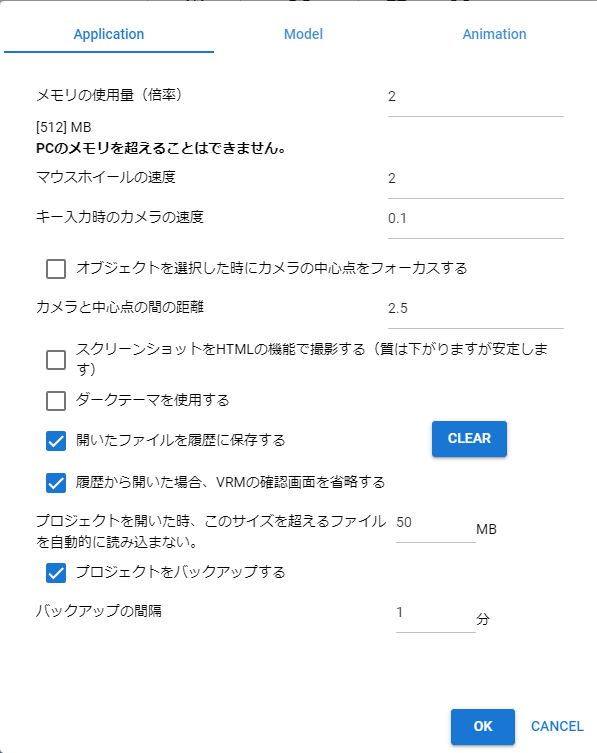 Application Model Animation
メモリの使用量（倍率） 2
[512] MB
PCのメモリを超えることはできません。
マウスホイールの速度 2
キー入力時のカメラの速度 0.1
オブジェクトを選択した時にカメラの中心点をフォーカスする
カメラと中心点の間の距離 2.5
スクリーンショットをHTMLの機能で撮影する（質は下がりますが安定しま
す）
ダークテーマを使用する
開いたファイルを履歴に保存する CLEAR
履歴から開いた場合、VRMの確認画面を省略する
プロジェクトを開いた時、このサイズを超えるファイル 50 MB
を自動的に読み込まない。
プロジェクトをバックアップする
バックアップの間隔 1 分
OK CANCEL